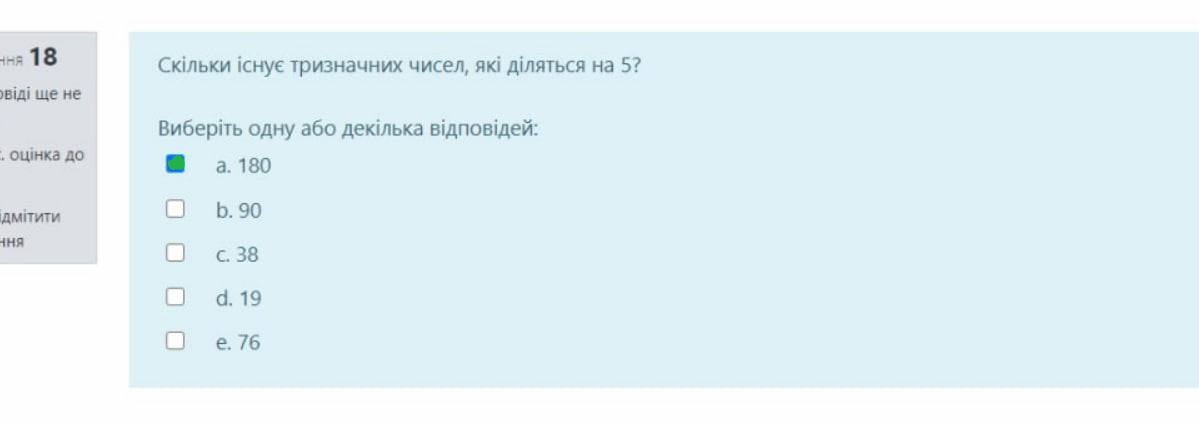 ння 18
овіді ще не
. оцінка до
ідмітити
ння
Скільки існує тризначних чисел, які діляться на 5?
Виберіть одну або декілька відповідей:
a. 180
b. 90
c. 38
d. 19
e. 76